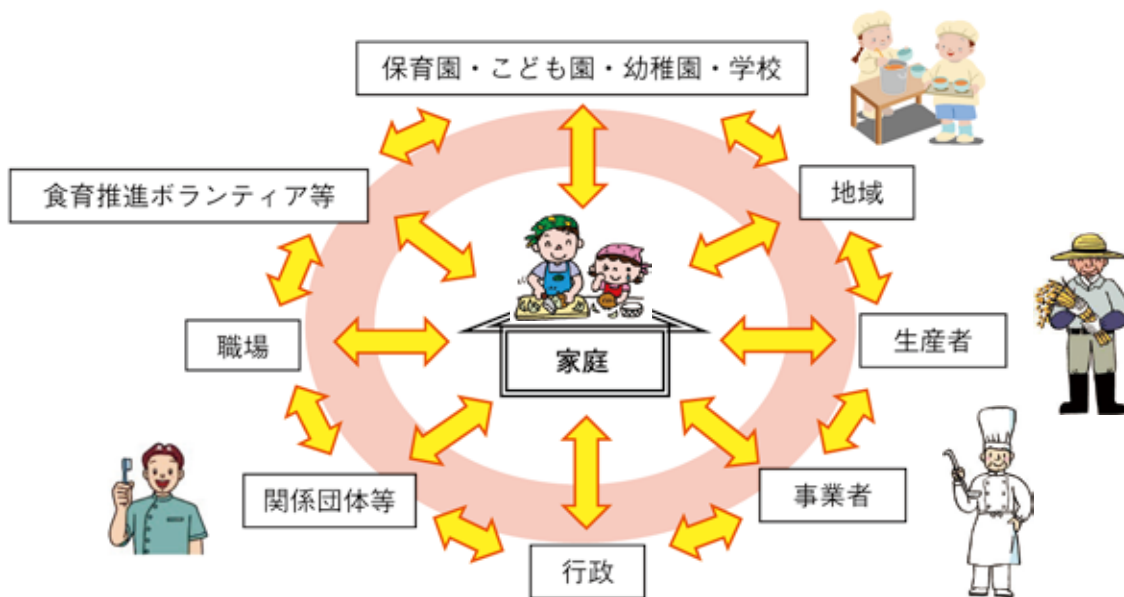 保育園・こども園・幼稚園・学校
食育推進ボランティア等
地域
職場
家庭
生産者
関係団体等
事業者
行政